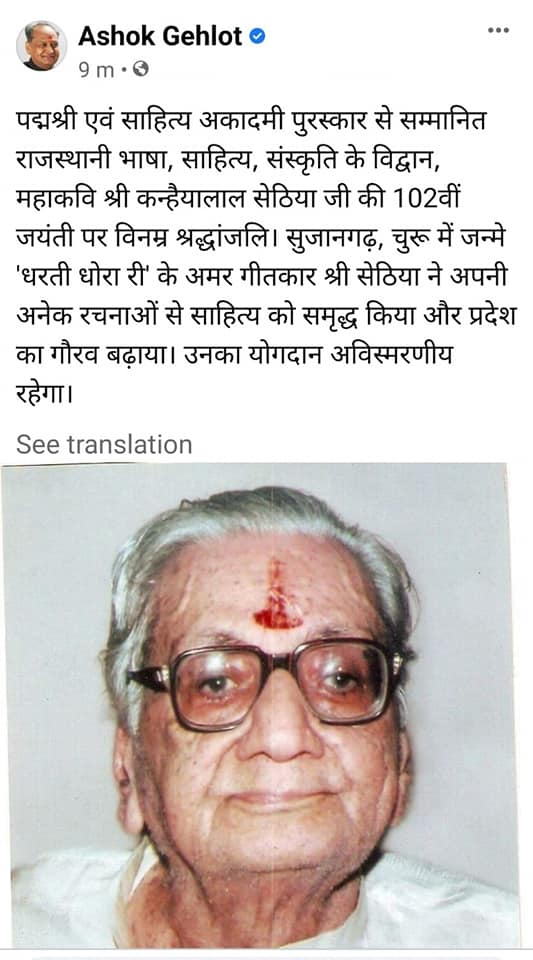 Ashok Gehlot
9 m
पद्मश्री एवं साहित्य अकादमी पुरस्कार से सम्मानित
राजस्थानी भाषा, साहित्य, संस्कृति के विद्वान,
महाकवि श्री कन्हैयालाल सेठिया जी की 102वीं
जयंती पर विनम्र श्रद्धांजलि। सुजानगढ़, चुरू में जन्मे
'धरती धोरा री' के अमर गीतकार श्री सेठिया ने अपनी
अनेक रचनाओं से साहित्य को समृद्ध किया और प्रदेश
का गौरव बढ़ाया। उनका योगदान अविस्मरणीय
रहेगा।
See translation